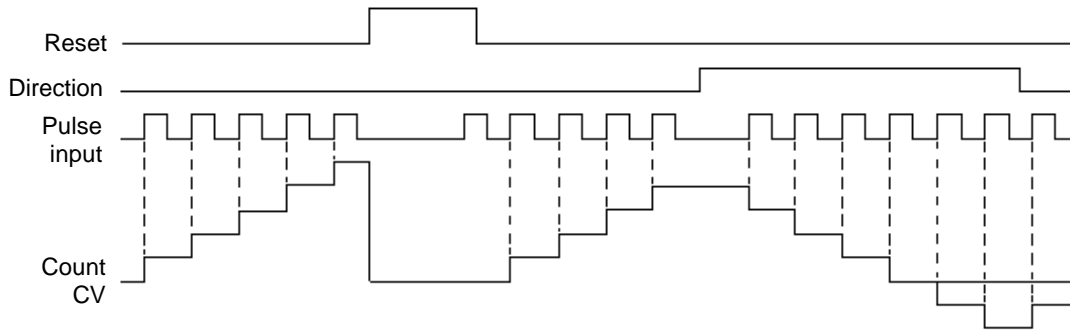 Reset
Direction
Pulse
input
Count
CV